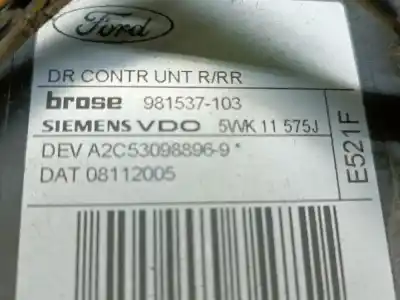 Ford
DR CONTR UNT R/RR
brose 981537-103
SIEMENS VDO 5WK 11 575J
DEV A2C53098896-9 *
DAT 08112005
E521F